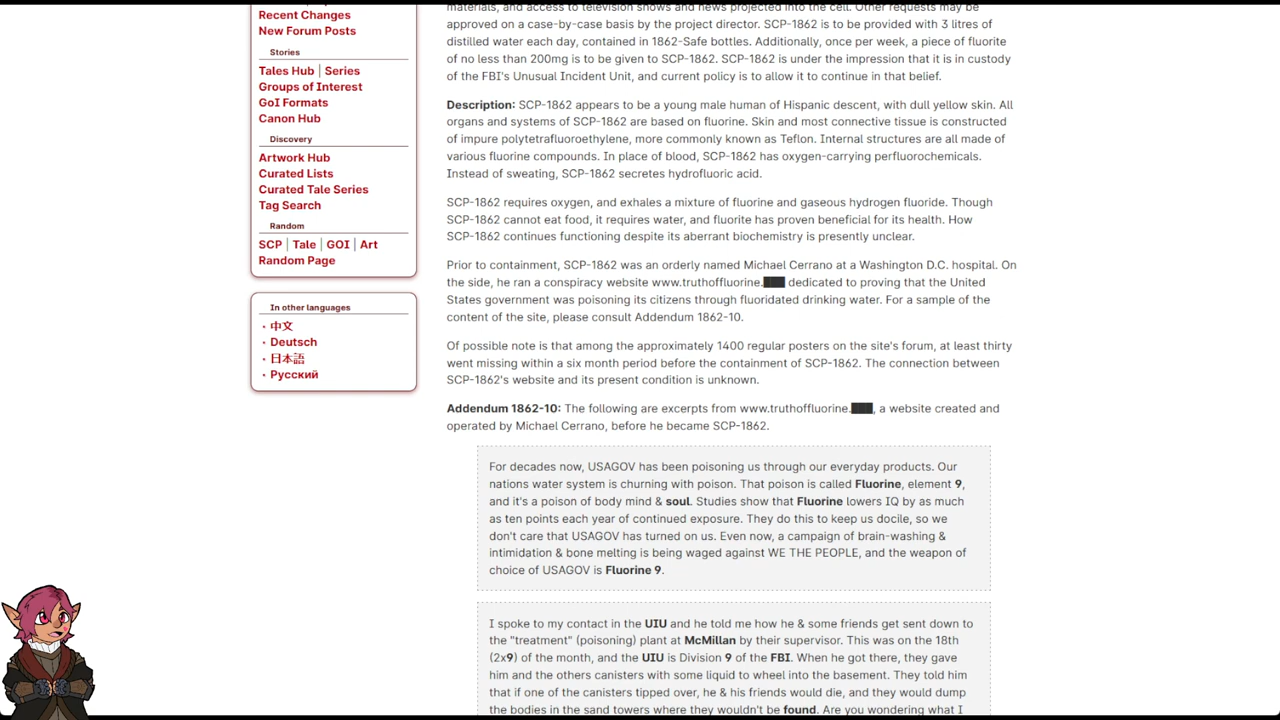 Recent Changes
New Forum Posts
Stories
Tales Hub | Series
Groups of Interest
GoI Formats
Canon Hub
Discovery
Artwork Hub
Curated Lists
Curated Tale Series
Tag Search
Random
SCP | Tale | GOI | Art
Random Page
In other languages
中文
Deutsch
日本語
Русский
materials, and access to television shows and news projected into the cell. Other requests may be
approved on a case-by-case basis by the project director. SCP-1862 is to be provided with 3 litres of
distilled water each day, contained in 1862-Safe bottles. Additionally, once per week, a piece of fluorite
of no less than 200mg is to be given to SCP-1862. SCP-1862 is under the impression that it is in custody
of the FBI's Unusual Incident Unit, and current policy is to allow it to continue in that belief.
Description: SCP-1862 appears to be a young male human of Hispanic descent, with dull yellow skin. All
organs and systems of SCP-1862 are based on fluorine. Skin and most connective tissue is constructed
of impure polytetrafluoroethylene, more commonly known as Teflon. Internal structures are all made of
various fluorine compounds. In place of blood, SCP-1862 has oxygen-carrying perfluorochemicals.
Instead of sweating, SCP-1862 secretes hydrofluoric acid.
SCP-1862 requires oxygen, and exhales a mixture of fluorine and gaseous hydrogen fluoride. Though
SCP-1862 cannot eat food, it requires water, and fluorite has proven beneficial for its health. How
SCP-1862 continues functioning despite its aberrant biochemistry is presently unclear.
Prior to containment, SCP-1862 was an orderly named Michael Cerrano at a Washington D.C. hospital. On
the side, he ran a conspiracy website www.truthoffluorine.███ dedicated to proving that the United
States government was poisoning its citizens through fluoridated drinking water. For a sample of the
content of the site, please consult Addendum 1862-10.
Of possible note is that among the approximately 1400 regular posters on the site's forum, at least thirty
went missing within a six month period before the containment of SCP-1862. The connection between
SCP-1862's website and its present condition is unknown.
Addendum 1862-10: The following are excerpts from www.truthoffluorine.███, a website created and
operated by Michael Cerrano, before he became SCP-1862.
For decades now, USAGOV has been poisoning us through our everyday products. Our
nations water system is churning with poison. That poison is called Fluorine, element 9,
and it's a poison of body mind & soul. Studies show that Fluorine lowers IQ by as much
as ten points each year of continued exposure. They do this to keep us docile, so we
don't care that USAGOV has turned on us. Even now, a campaign of brain-washing &
intimidation & bone melting is being waged against WE THE PEOPLE, and the weapon of
choice of USAGOV is Fluorine 9.
I spoke to my contact in the UIU and he told me how he & some friends get sent down to
the "treatment" (poisoning) plant at McMillan by their supervisor. This was on the 18th
(2x9) of the month, and the UIU is Division 9 of the FBI. When he got there, they gave
him and the others canisters with some liquid to wheel into the basement. They told him
that if one of the canisters tipped over, he & his friends would die, and they would dump
the bodies in the sand towers where they wouldn't be found. Are you wondering what I